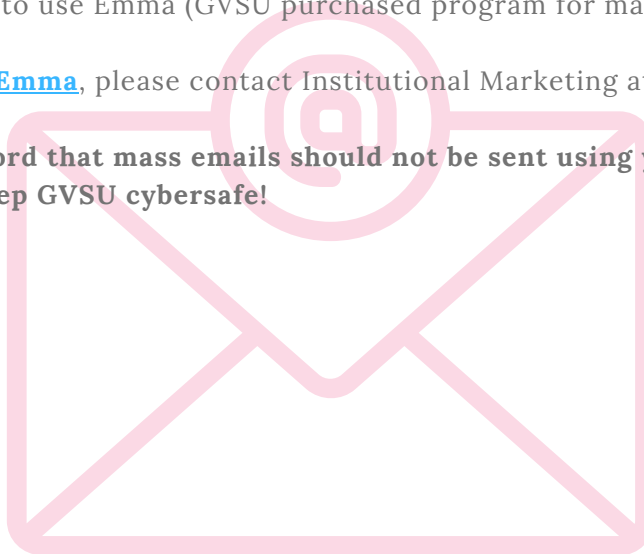 to use Emma (GVSU purchased program for ma
Emma, please contact Institutional Marketing a
ord that mass emails should not be sent using
ep GVSU cybersafe!